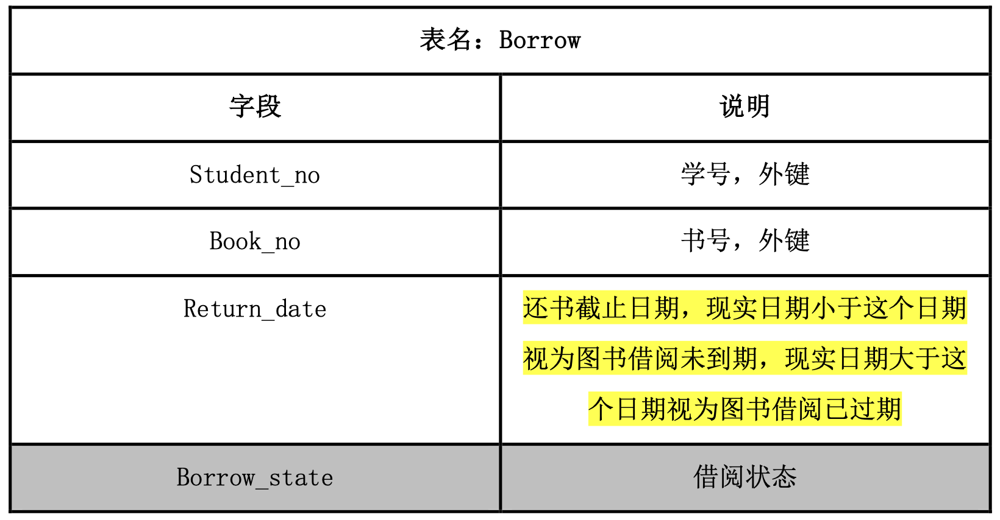 表名：Borrow
字段
说明
Student_no
学号，外键
Book_no
书号，外键
Return_date
还书截止日期，现实日期小于这个日期
视为图书借阅未到期，现实日期大于这
个日期视为图书借阅已过期
Borrow_state
借阅状态